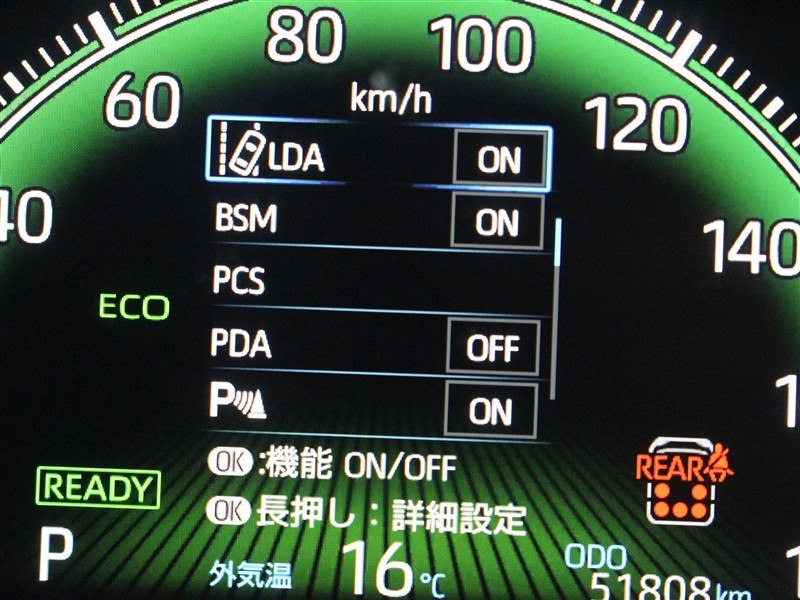 80 100
km/h
60 120
LDA ON
40 BSM ON 140
PCS
ECO
PDA OFF
P ON
OK:機能 ON/OFF
REAR
READY
OK長押し:詳細設定
P
外気温 16℃
ODO
51808km